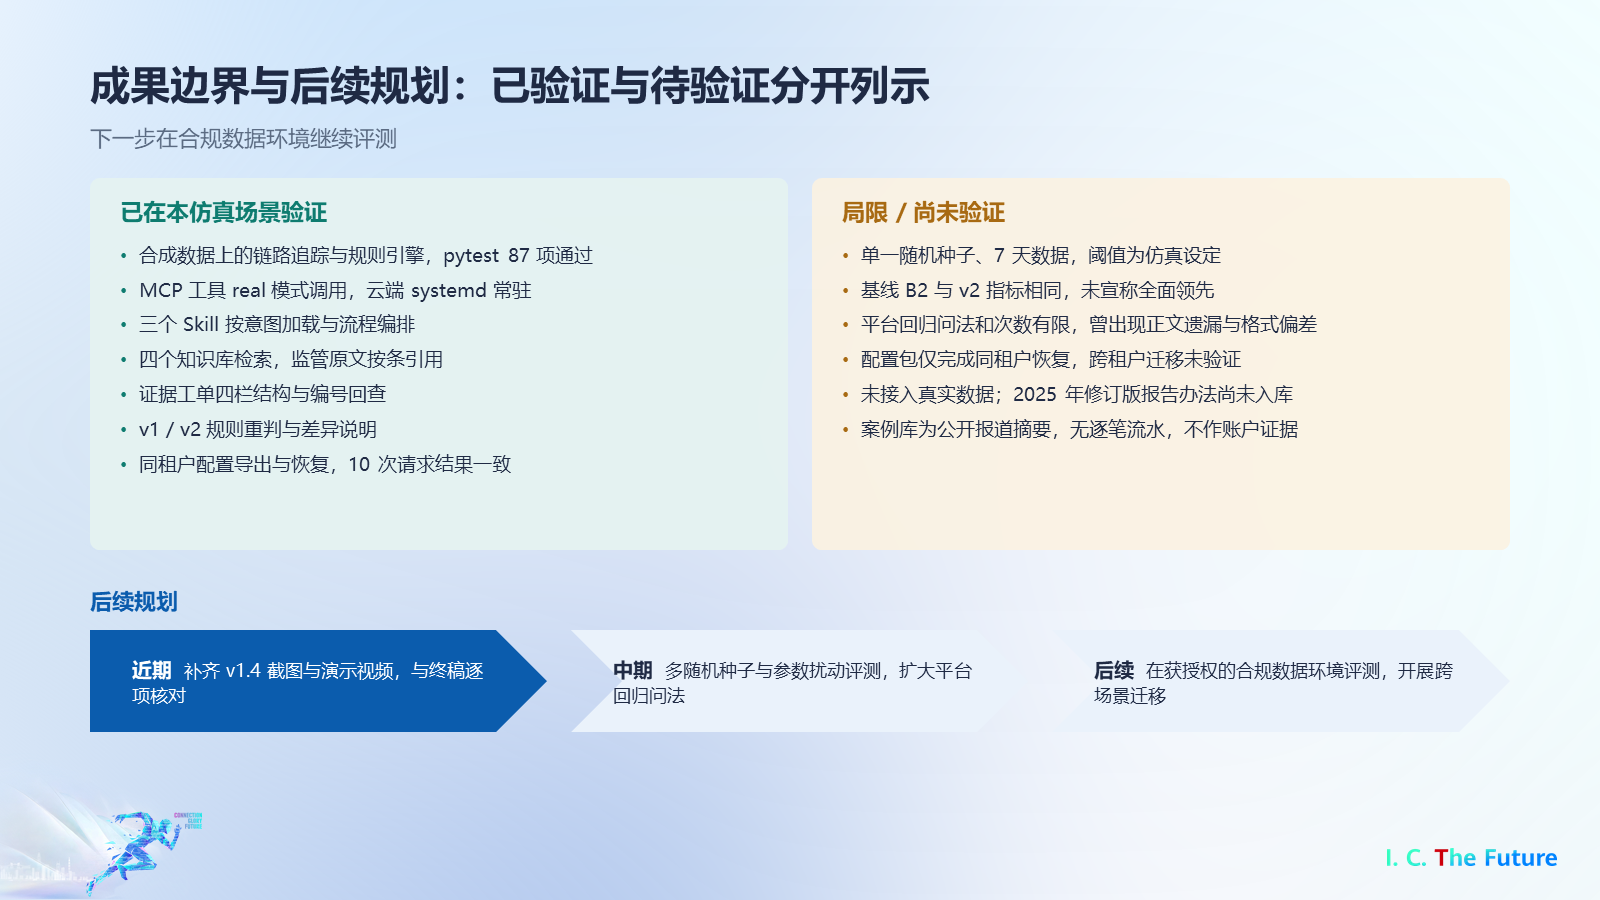 成果边界与后续规划：已验证与待验证分开列示
下一步在合规数据环境继续评测
已在本仿真场景验证
• 合成数据上的链路追踪与规则引擎，pytest 87 项通过
• MCP 工具 real 模式调用，云端 systemd 常驻
• 三个 Skill 按意图加载与流程编排
• 四个知识库检索，监管原文按条引用
• 证据工单四栏结构与编号回查
• v1 / v2 规则重判与差异说明
• 同租户配置导出与恢复，10 次请求结果一致
局限 / 尚未验证
• 单一随机种子、7 天数据，阈值为仿真设定
• 基线 B2 与 v2 指标相同，未宣称全面领先
• 平台回归问法和次数有限，曾出现正文遗漏与格式偏差
• 配置包仅完成同租户恢复，跨租户迁移未验证
• 未接入真实数据；2025 年修订版报告办法尚未入库
• 案例库为公开报道摘要，无逐笔流水，不作账户证据
后续规划
近期 补齐 v1.4 截图与演示视频，与终稿逐
项核对
中期 多随机种子与参数扰动评测，扩大平台
回归问法
后续 在获授权的合规数据环境评测，开展跨
场景迁移
CONNECTION
GLORY
FUTURE
I. C. The Future